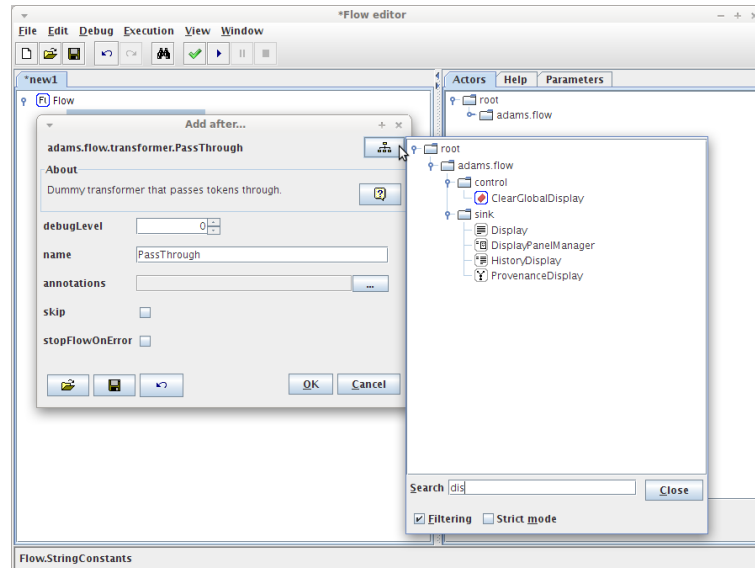 *Flow editor
File Edit Debug Execution View Window
*new1
Flow
Actors Help Parameters
root
adams.flow
Add after...
adams.flow.transformer.PassThrough
About
Dummy transformer that passes tokens through.
debugLevel 0
name PassThrough
annotations ...
skip
stopFlowOnError
OK Cancel
root
adams.flow
control
ClearGlobalDisplay
sink
Display
DisplayPanelManager
HistoryDisplay
ProvenanceDisplay
Search dis Close
Filtering Strict mode
Flow.StringConstants